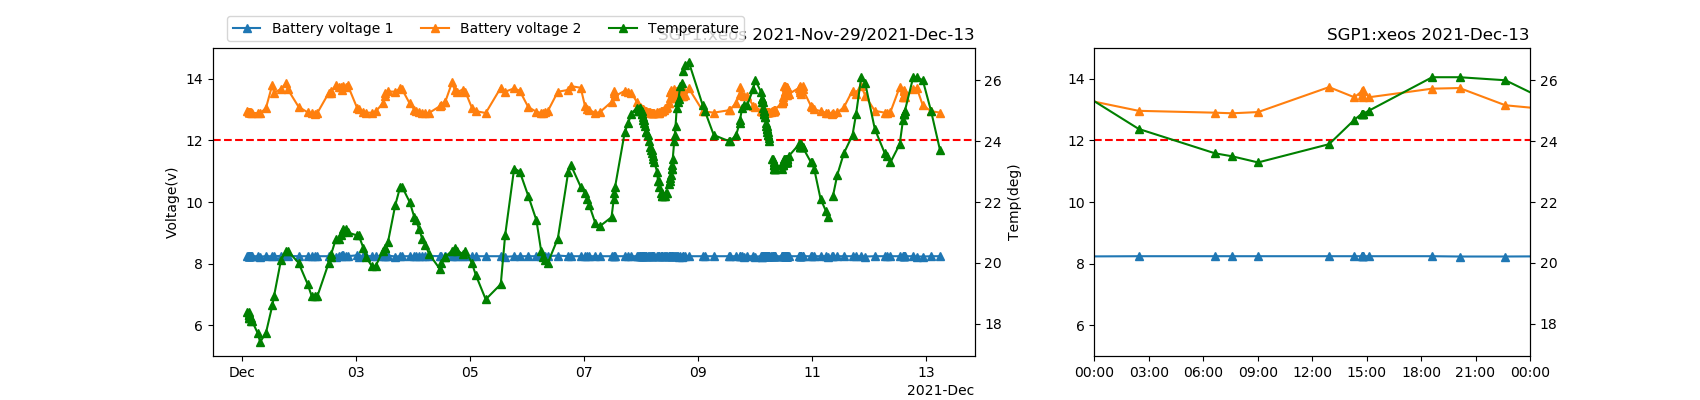 Battery voltage 1 Battery voltage 2 Temperature
SGP1:xeos 2021-Nov-29/2021-Dec-13
SGP1:xeos 2021-Dec-13
Voltage(v)
14
12
10
8
6
26
24
22
20
18
Temp(deg)
Dec 03 05 07 09 11 13
2021-Dec
14
12
10
8
6
26
24
22
20
18
00:00 03:00 06:00 09:00 12:00 15:00 18:00 21:00 00:00